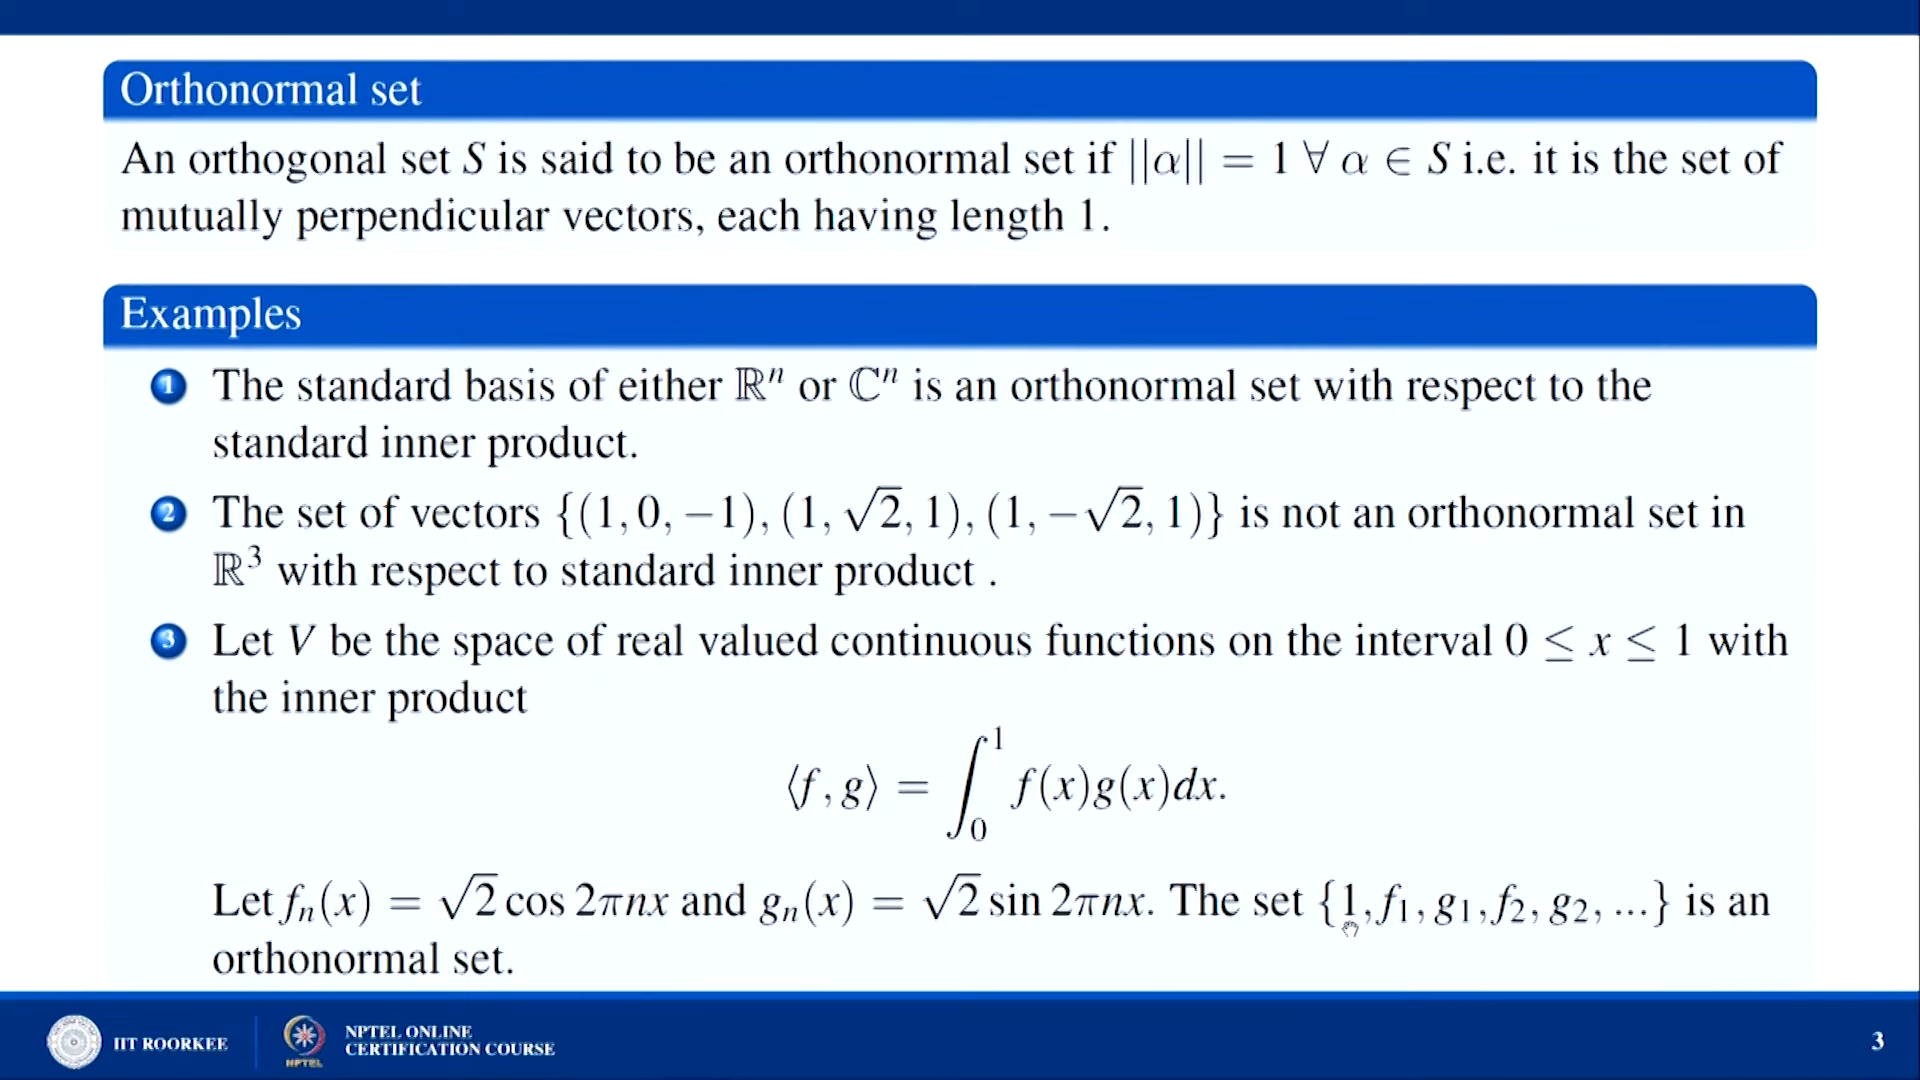 Orthonormal set
An orthogonal set S is said to be an orthonormal set if ||α|| = 1 ∀ α ∈ S i.e. it is the set of
mutually perpendicular vectors, each having length 1.
Examples
1 The standard basis of either ℝⁿ or ℂⁿ is an orthonormal set with respect to the
standard inner product.
2 The set of vectors {(1, 0, −1), (1, √2, 1), (1, −√2, 1)} is not an orthonormal set in
ℝ³ with respect to standard inner product .
3 Let V be the space of real valued continuous functions on the interval 0 ≤ x ≤ 1 with
the inner product
⟨f, g⟩ = ∫₀¹ f(x)g(x)dx.
Let fₙ(x) = √2 cos 2πnx and gₙ(x) = √2 sin 2πnx. The set {1, f₁, g₁, f₂, g₂, ...} is an
orthonormal set.
IIT ROORKEE
NPTEL
NPTEL ONLINE
CERTIFICATION COURSE
3